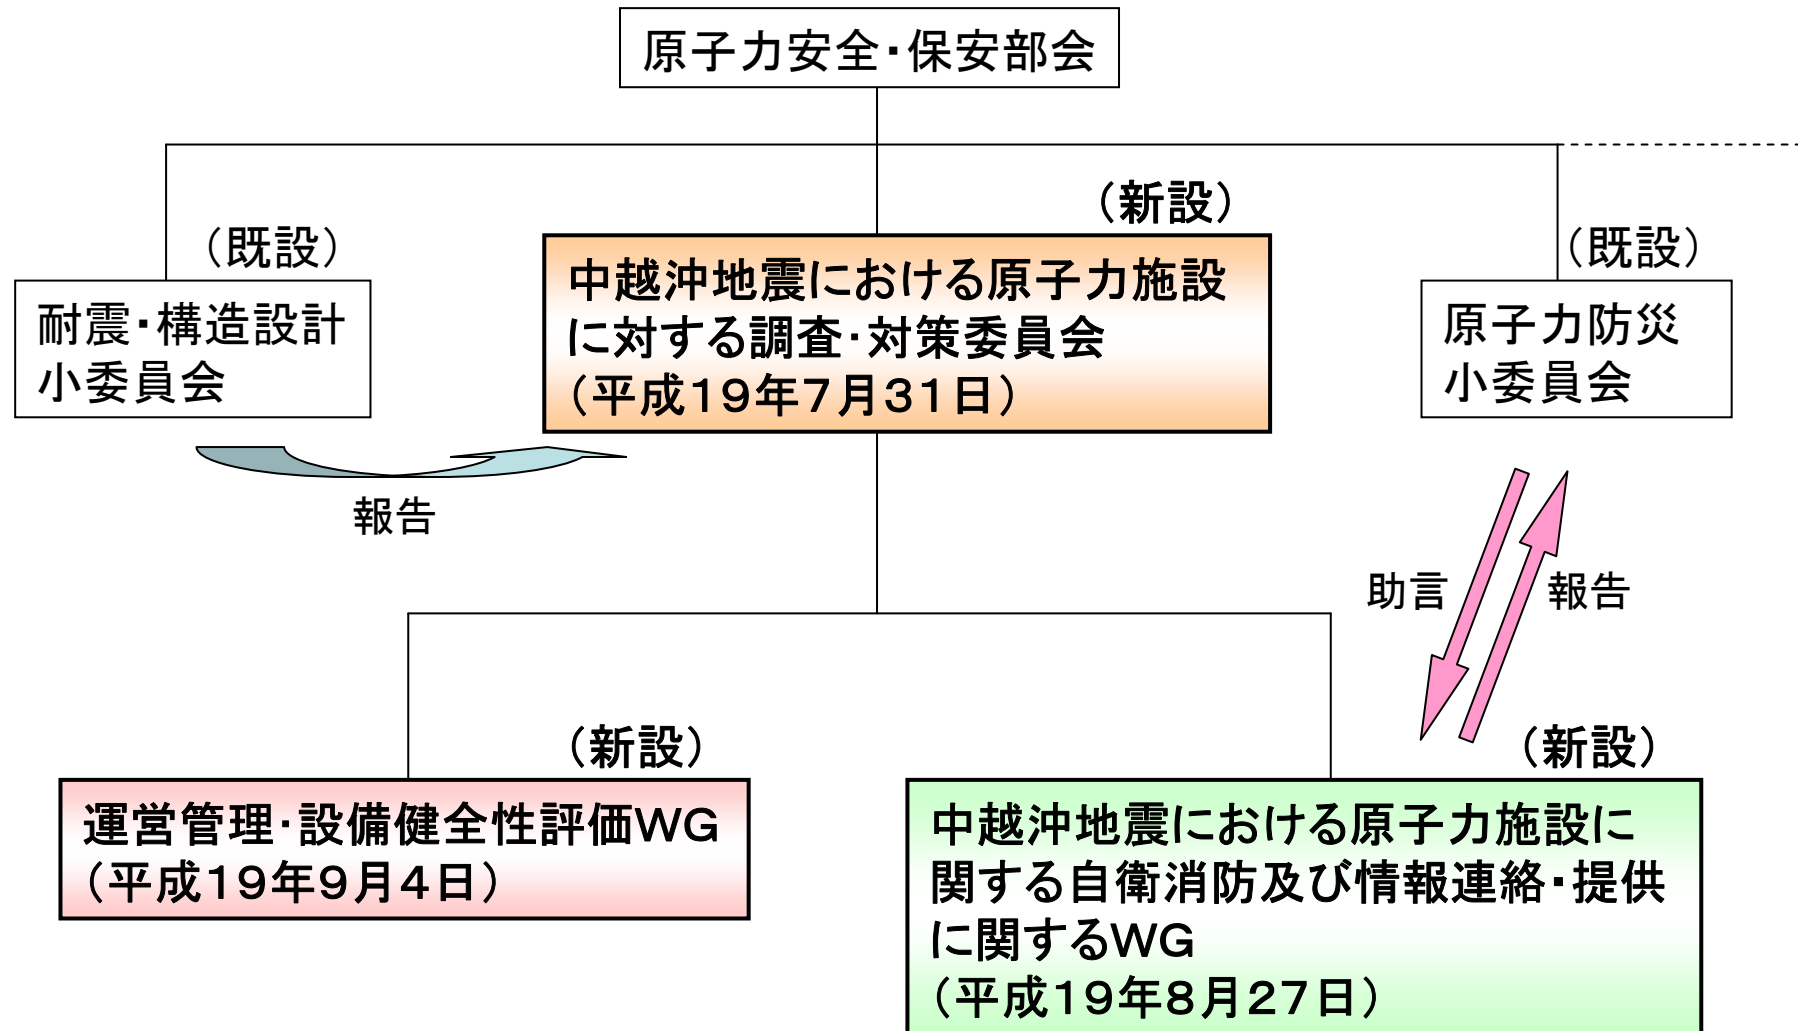 原子力安全・保安部会
（新設）
（既設）
（既設）
中越沖地震における原子力施設
に対する調査・対策委員会
（平成１９年７月３１日）
耐震・構造設計
小委員会
原子力防災
小委員会
報告
助言
報告
（新設）
（新設）
運営管理・設備健全性評価ＷＧ
（平成１９年９月４日）
中越沖地震における原子力施設に
関する自衛消防及び情報連絡・提供
に関するＷＧ
（平成１９年８月２７日）